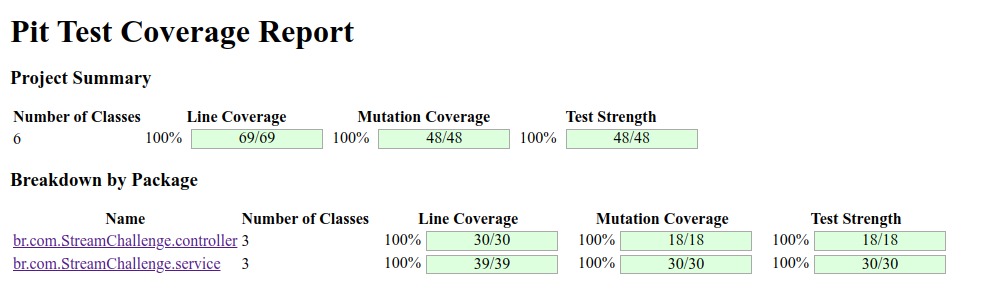 Pit Test Coverage Report
Project Summary
Number of Classes Line Coverage Mutation Coverage Test Strength
6 100% 69/69 100% 48/48 100% 48/48
Breakdown by Package
Name Number of Classes Line Coverage Mutation Coverage Test Strength
br.com.StreamChallenge.controller 3 100% 30/30 100% 18/18 100% 18/18
br.com.StreamChallenge.service 3 100% 39/39 100% 30/30 100% 30/30